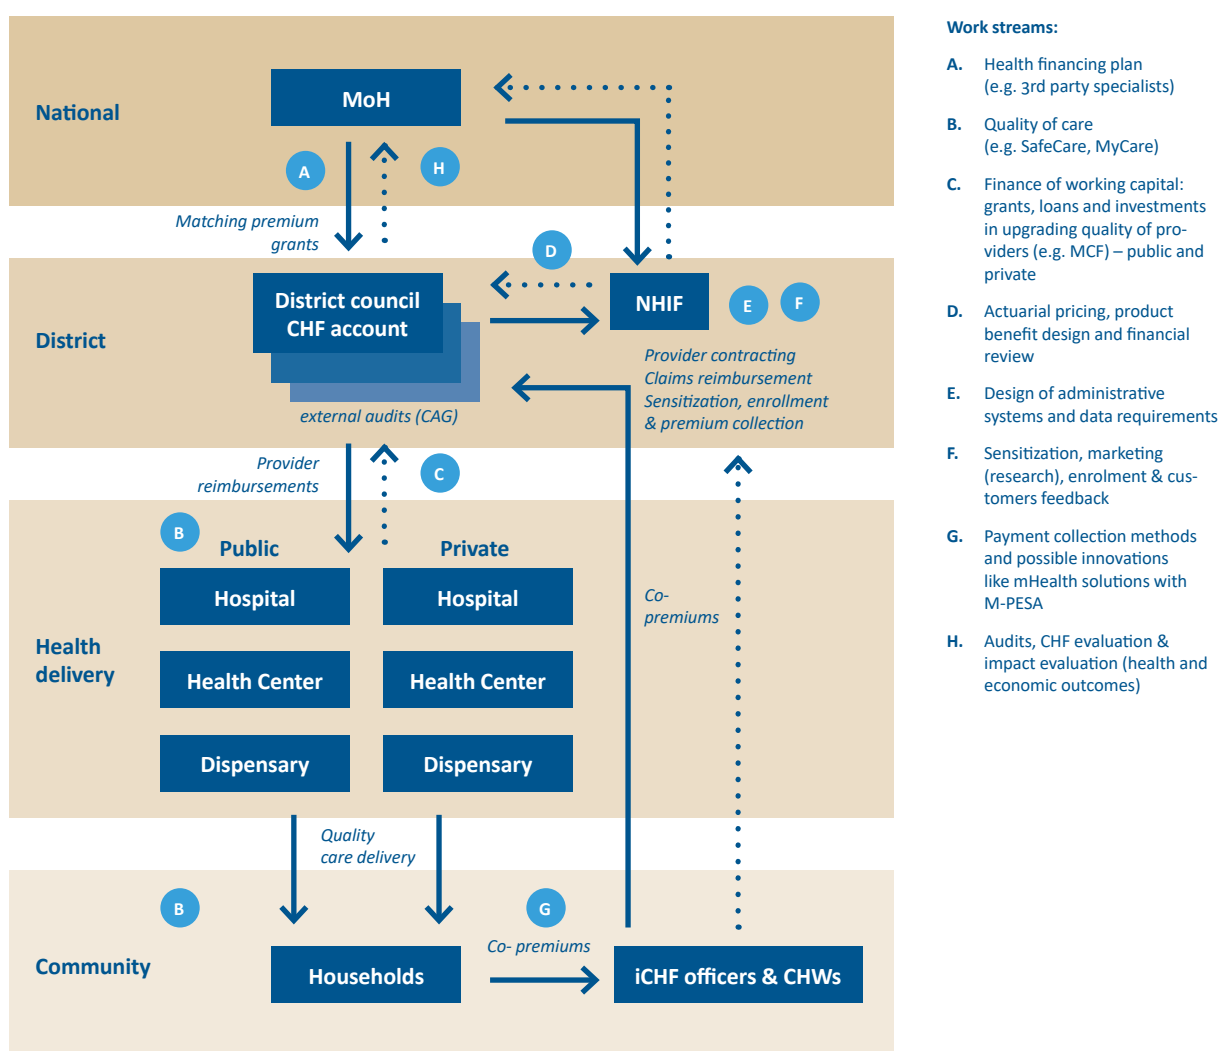 National
MoH
A
H
Matching premium
grants
D
District
District council
CHF account
NHIF
E
F
external audits (CAG)
Provider contracting
Claims reimbursement
Sensitization, enrollment
& premium collection
Provider
reimbursements
C
B
Public
Private
Health
delivery
Hospital
Hospital
Health Center
Health Center
Dispensary
Dispensary
Co-
premiums
Quality
care delivery
B
G
Community
Households
Co- premiums
iCHF officers & CHWs
Work streams:
A. Health financing plan
(e.g. 3rd party specialists)
B. Quality of care
(e.g. SafeCare, MyCare)
C. Finance of working capital:
grants, loans and investments
in upgrading quality of pro-
viders (e.g. MCF) – public and
private
D. Actuarial pricing, product
benefit design and financial
review
E. Design of administrative
systems and data requirements
F. Sensitization, marketing
(research), enrolment & cus-
tomers feedback
G. Payment collection methods
and possible innovations
like mHealth solutions with
M-PESA
H. Audits, CHF evaluation &
impact evaluation (health and
economic outcomes)